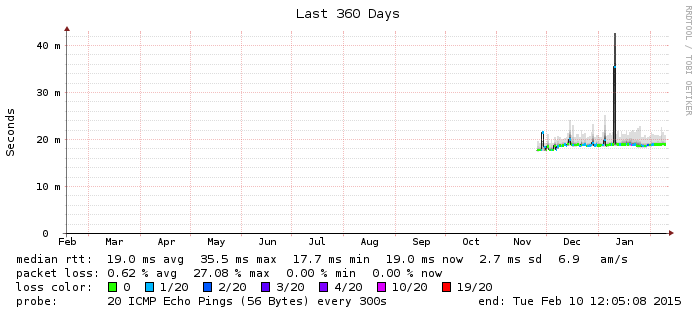 Last 360 Days
RRDTOOL / TOBI OETIKER
Seconds
40 m
30 m
20 m
10 m
0
Feb Mar Apr May Jun Jul Aug Sep Oct Nov Dec Jan
median rtt: 19.0 ms avg 35.5 ms max 17.7 ms min 19.0 ms now 2.7 ms sd 6.9 am/s
packet loss: 0.62 % avg 27.08 % max 0.00 % min 0.00 % now
loss color: 0 1/20 2/20 3/20 4/20 10/20 19/20
probe: 20 ICMP Echo Pings (56 Bytes) every 300s end: Tue Feb 10 12:05:08 2015